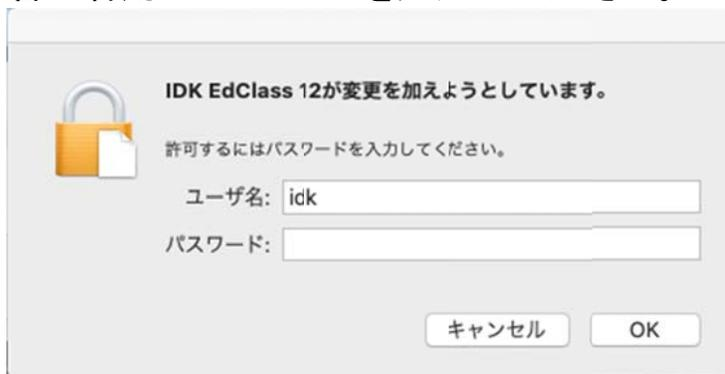 IDK EdClass 12が変更を加えようとしています。
許可するにはパスワードを入力してください。
ユーザ名: idk
パスワード:
キャンセル OK